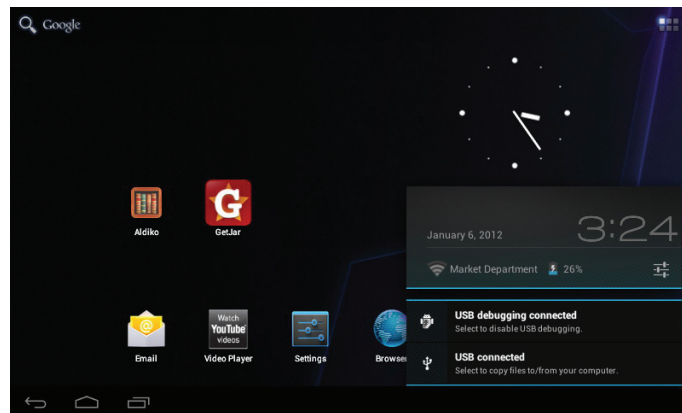 Google
Aldiko
G
GetJar
January 6, 2012
3:24
Market Department
26%
USB debugging connected
Select to disable USB debugging.
USB connected
Select to copy files to/from your computer.
@
Email
Watch
YouTube
videos
Video Player
Settings
Browser